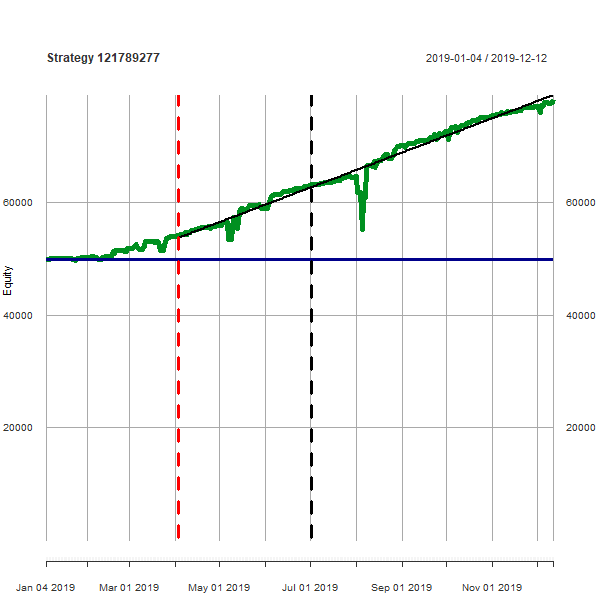 Strategy 121789277
2019-01-04 / 2019-12-12
60000
60000
Equity
40000
40000
20000
20000
Jan 04 2019
Mar 01 2019
May 01 2019
Jul 01 2019
Sep 01 2019
Nov 01 2019